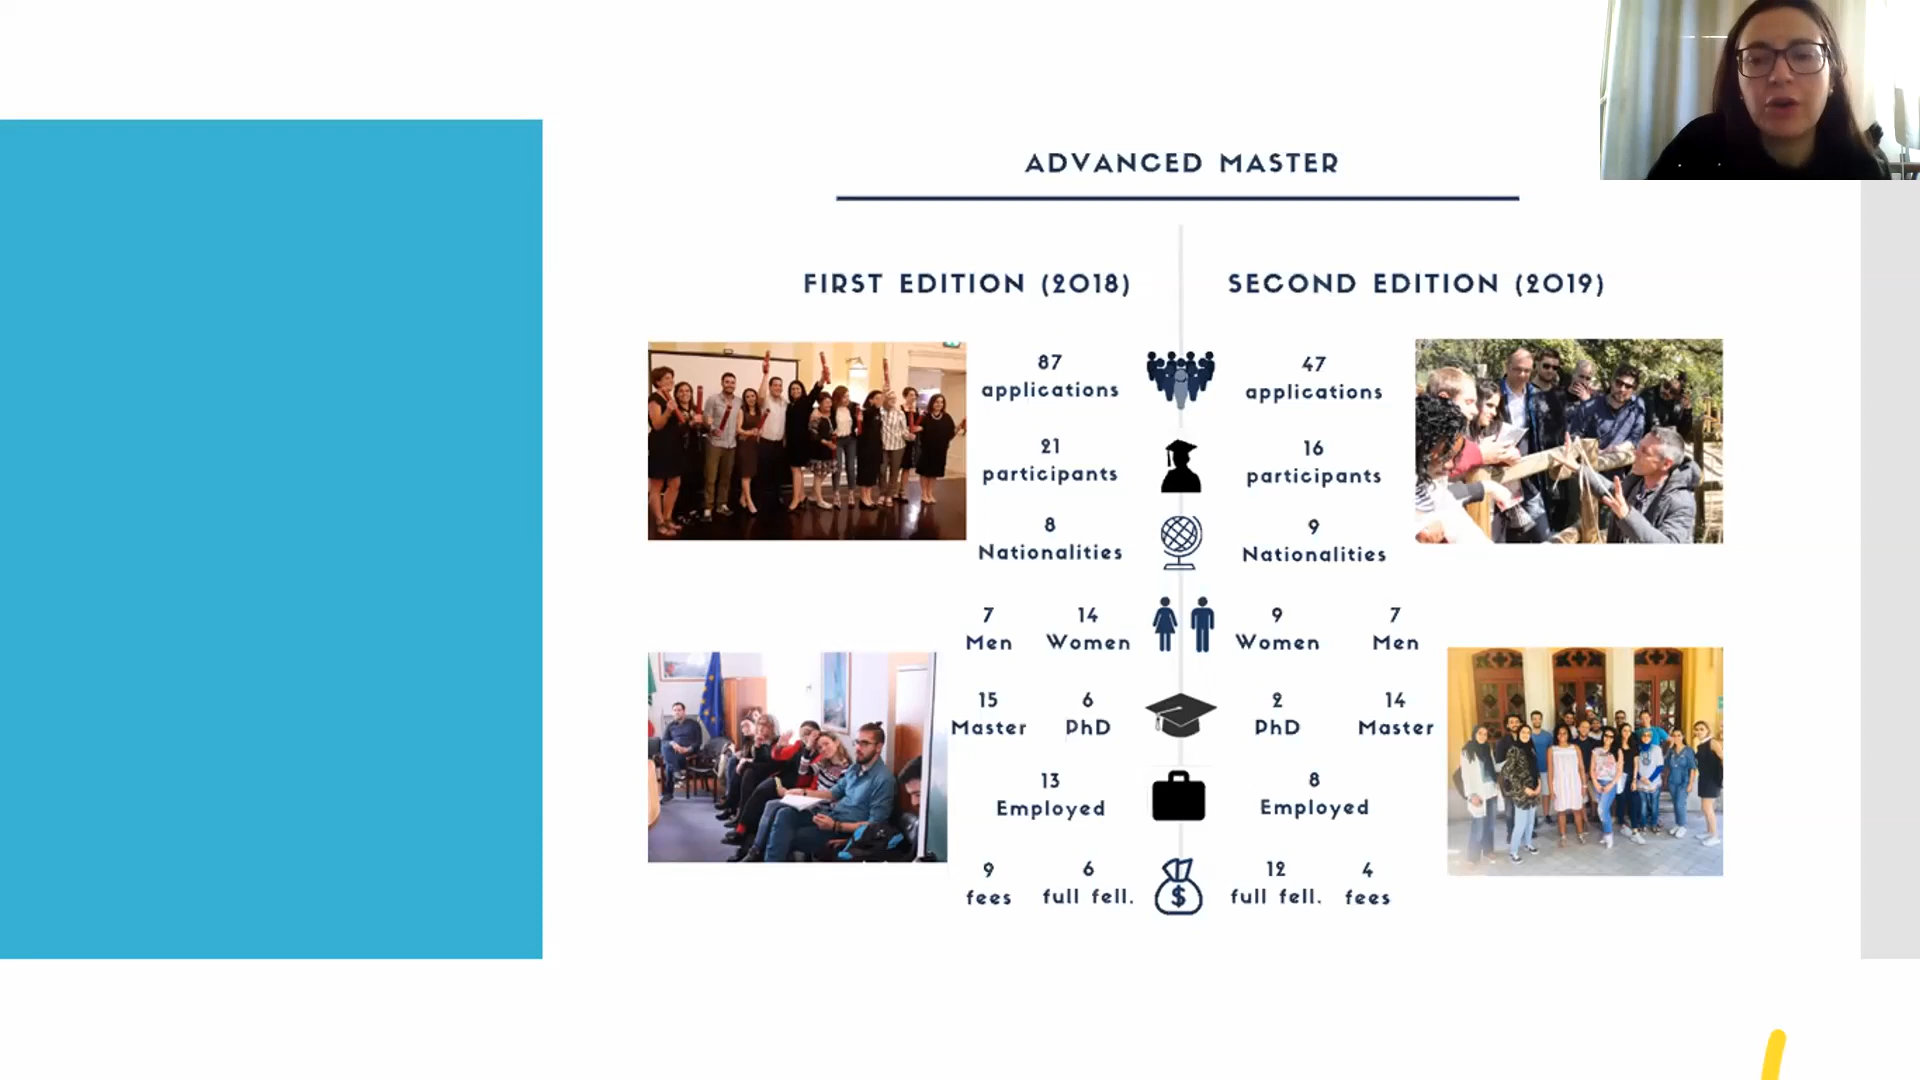 ADVANCED MASTER
FIRST EDITION (2018)
SECOND EDITION (2019)
87
applications
47
applications
21
participants
16
participants
8
Nationalities
9
Nationalities
7
Men
14
Women
9
Women
7
Men
15
Master
6
PhD
2
PhD
14
Master
13
Employed
8
Employed
9
fees
6
full fell.
$
12
full fell.
4
fees